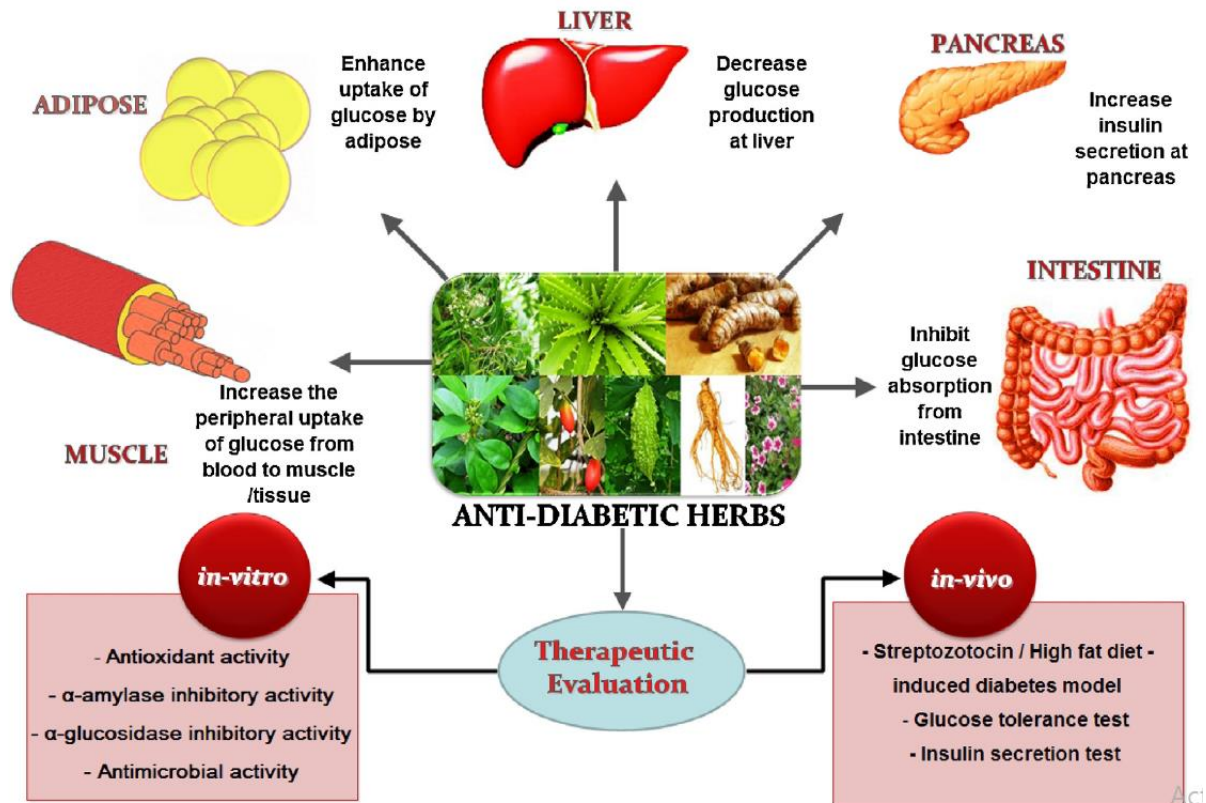 LIVER
PANCREAS
ADIPOSE
Enhance
uptake of
glucose by
adipose
Decrease
glucose
production
at liver
Increase
insulin
secretion at
pancreas
INTESTINE
Inhibit
glucose
absorption
from
intestine
MUSCLE
Increase the
peripheral uptake
of glucose from
blood to muscle
/tissue
ANTI-DIABETIC HERBS
in-vitro
- Antioxidant activity
- α-amylase inhibitory activity
- α-glucosidase inhibitory activity
- Antimicrobial activity
Therapeutic
Evaluation
in-vivo
- Streptozotocin / High fat diet -
induced diabetes model
- Glucose tolerance test
- Insulin secretion test